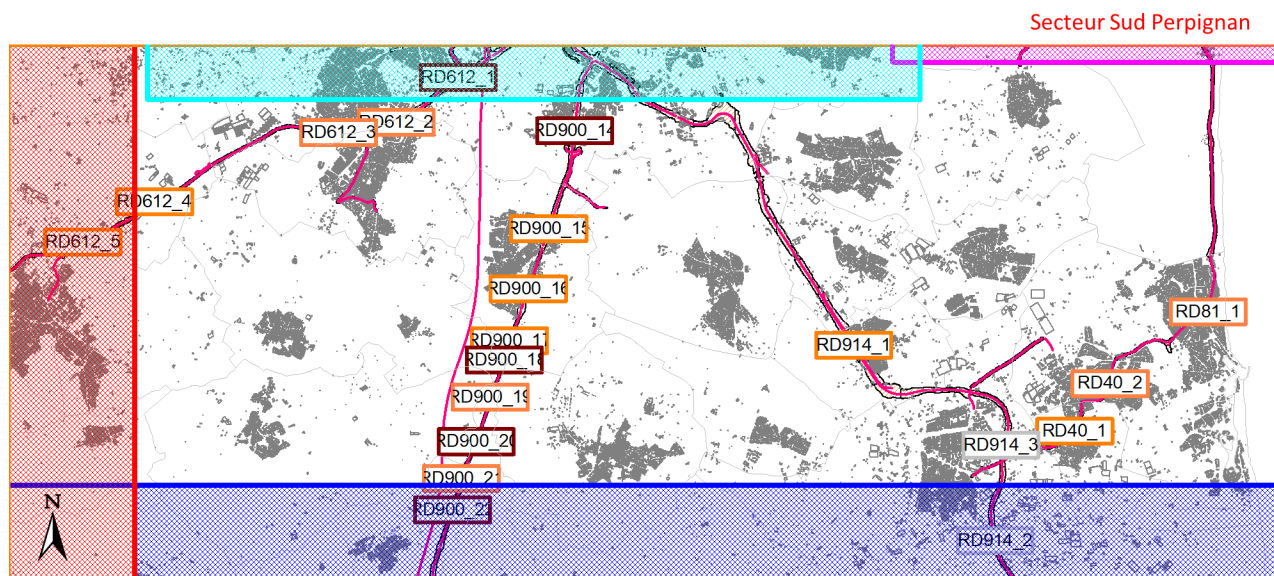 Secteur Sud Perpignan
RD612_1
RD612_2
RD612_3
RD900_14
RD612_4
RD612_5
RD900_15
RD900_16
RD81_1
RD900_17
RD914_1
RD900_18
RD40_2
RD900_19
RD40_1
RD900_20
RD914_3
RD900_21
N
RD900_22
RD914_2